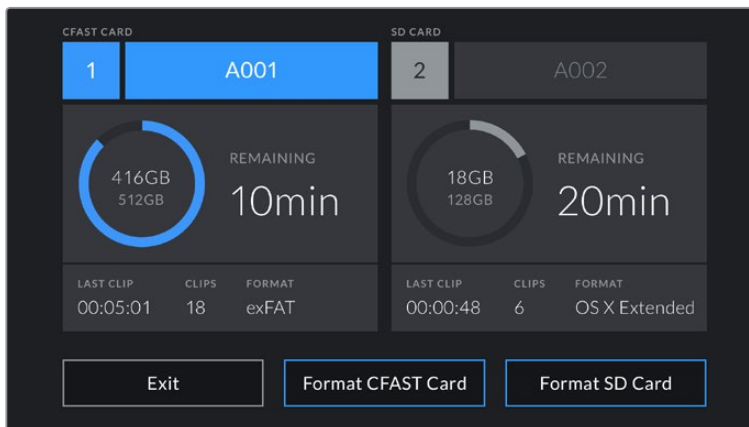 CFAST CARD
1 A001
416GB
512GB
REMAINING
10min
LAST CLIP CLIPS FORMAT
00:05:01 18 exFAT
SD CARD
2 A002
18GB
128GB
REMAINING
20min
LAST CLIP CLIPS FORMAT
00:00:48 6 OS X Extended
Exit
Format CFAST Card
Format SD Card